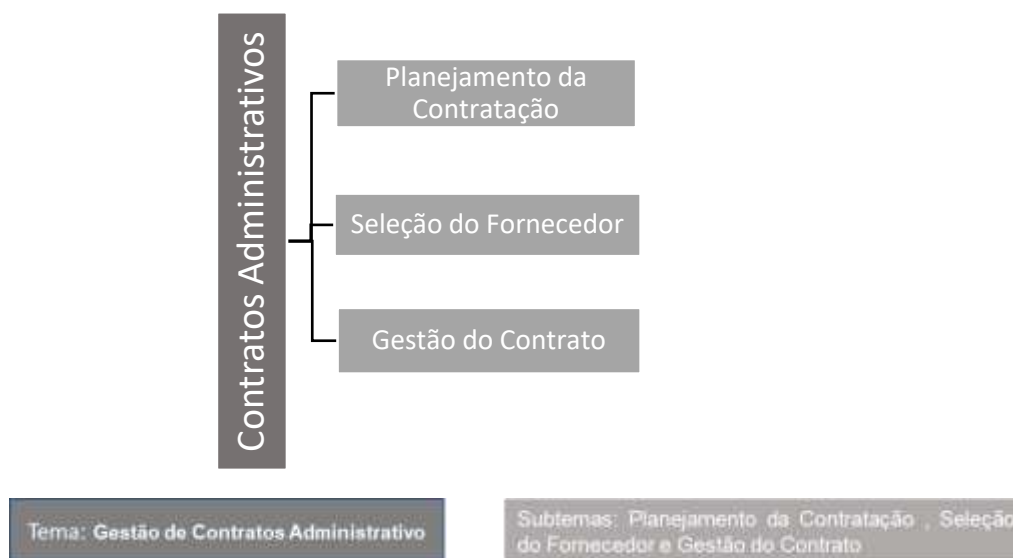 Contratos Administrativos
Planejamento da
Contratação
Seleção do Fornecedor
Gestão do Contrato
Tema: Gestão de Contratos Administrativo
Subtemas: Planejamento da Contratação , Seleção
do Fornecedor e Gestão do Contrato